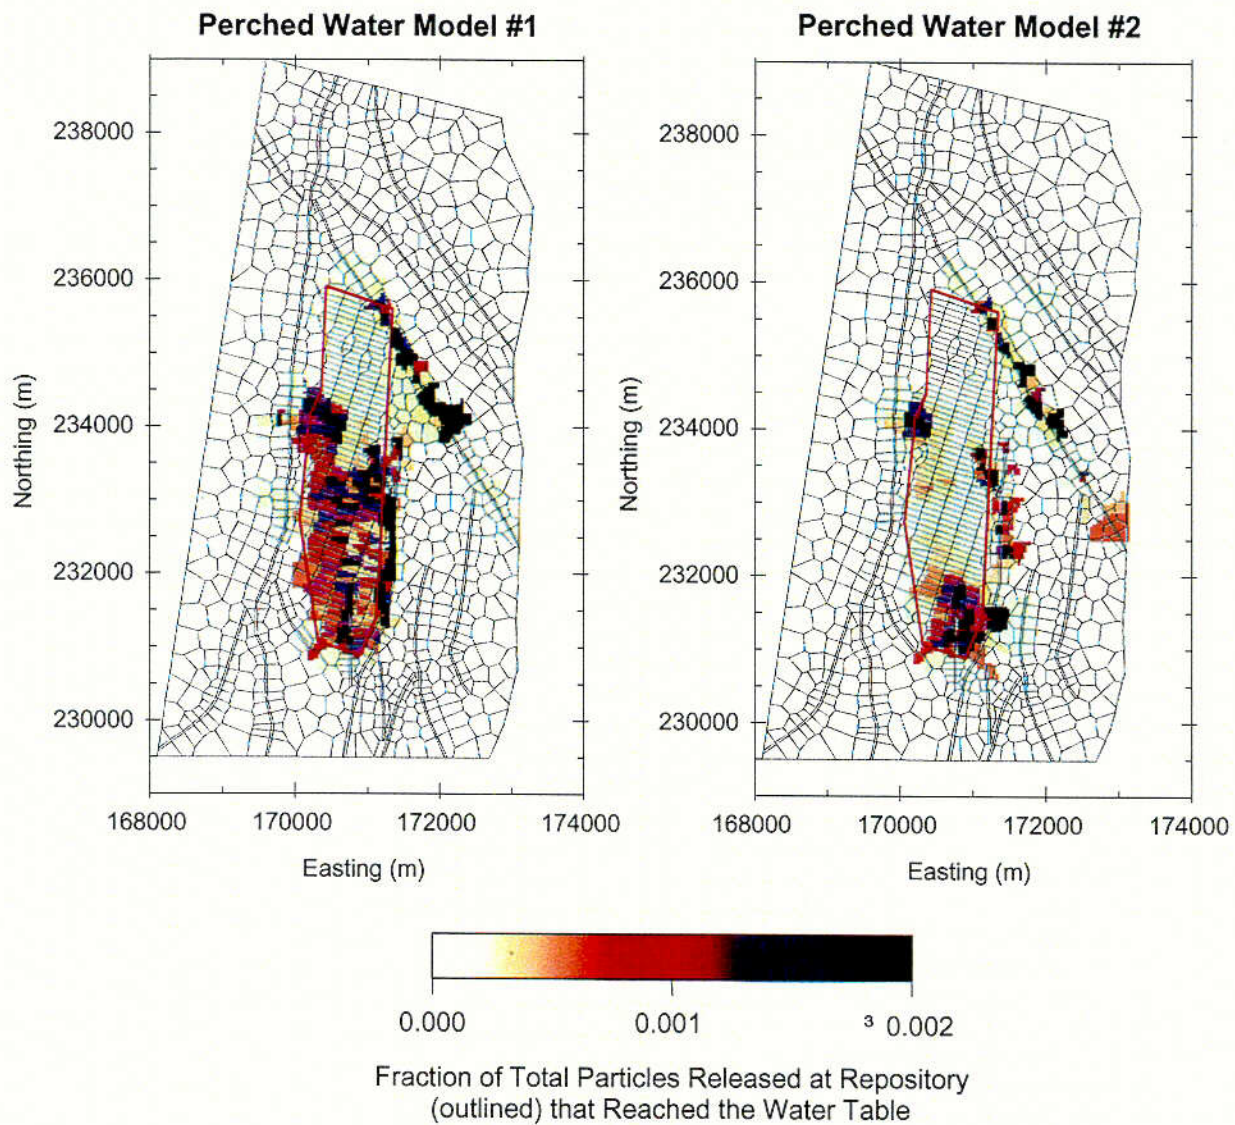 Perched Water Model #1
Perched Water Model #2
238000
236000
234000
232000
230000
Northing (m)
168000
170000
172000
174000
Easting (m)
238000
236000
234000
232000
230000
Northing (m)
168000
170000
172000
174000
Easting (m)
0.000
0.001
³ 0.002
Fraction of Total Particles Released at Repository
(outlined) that Reached the Water Table